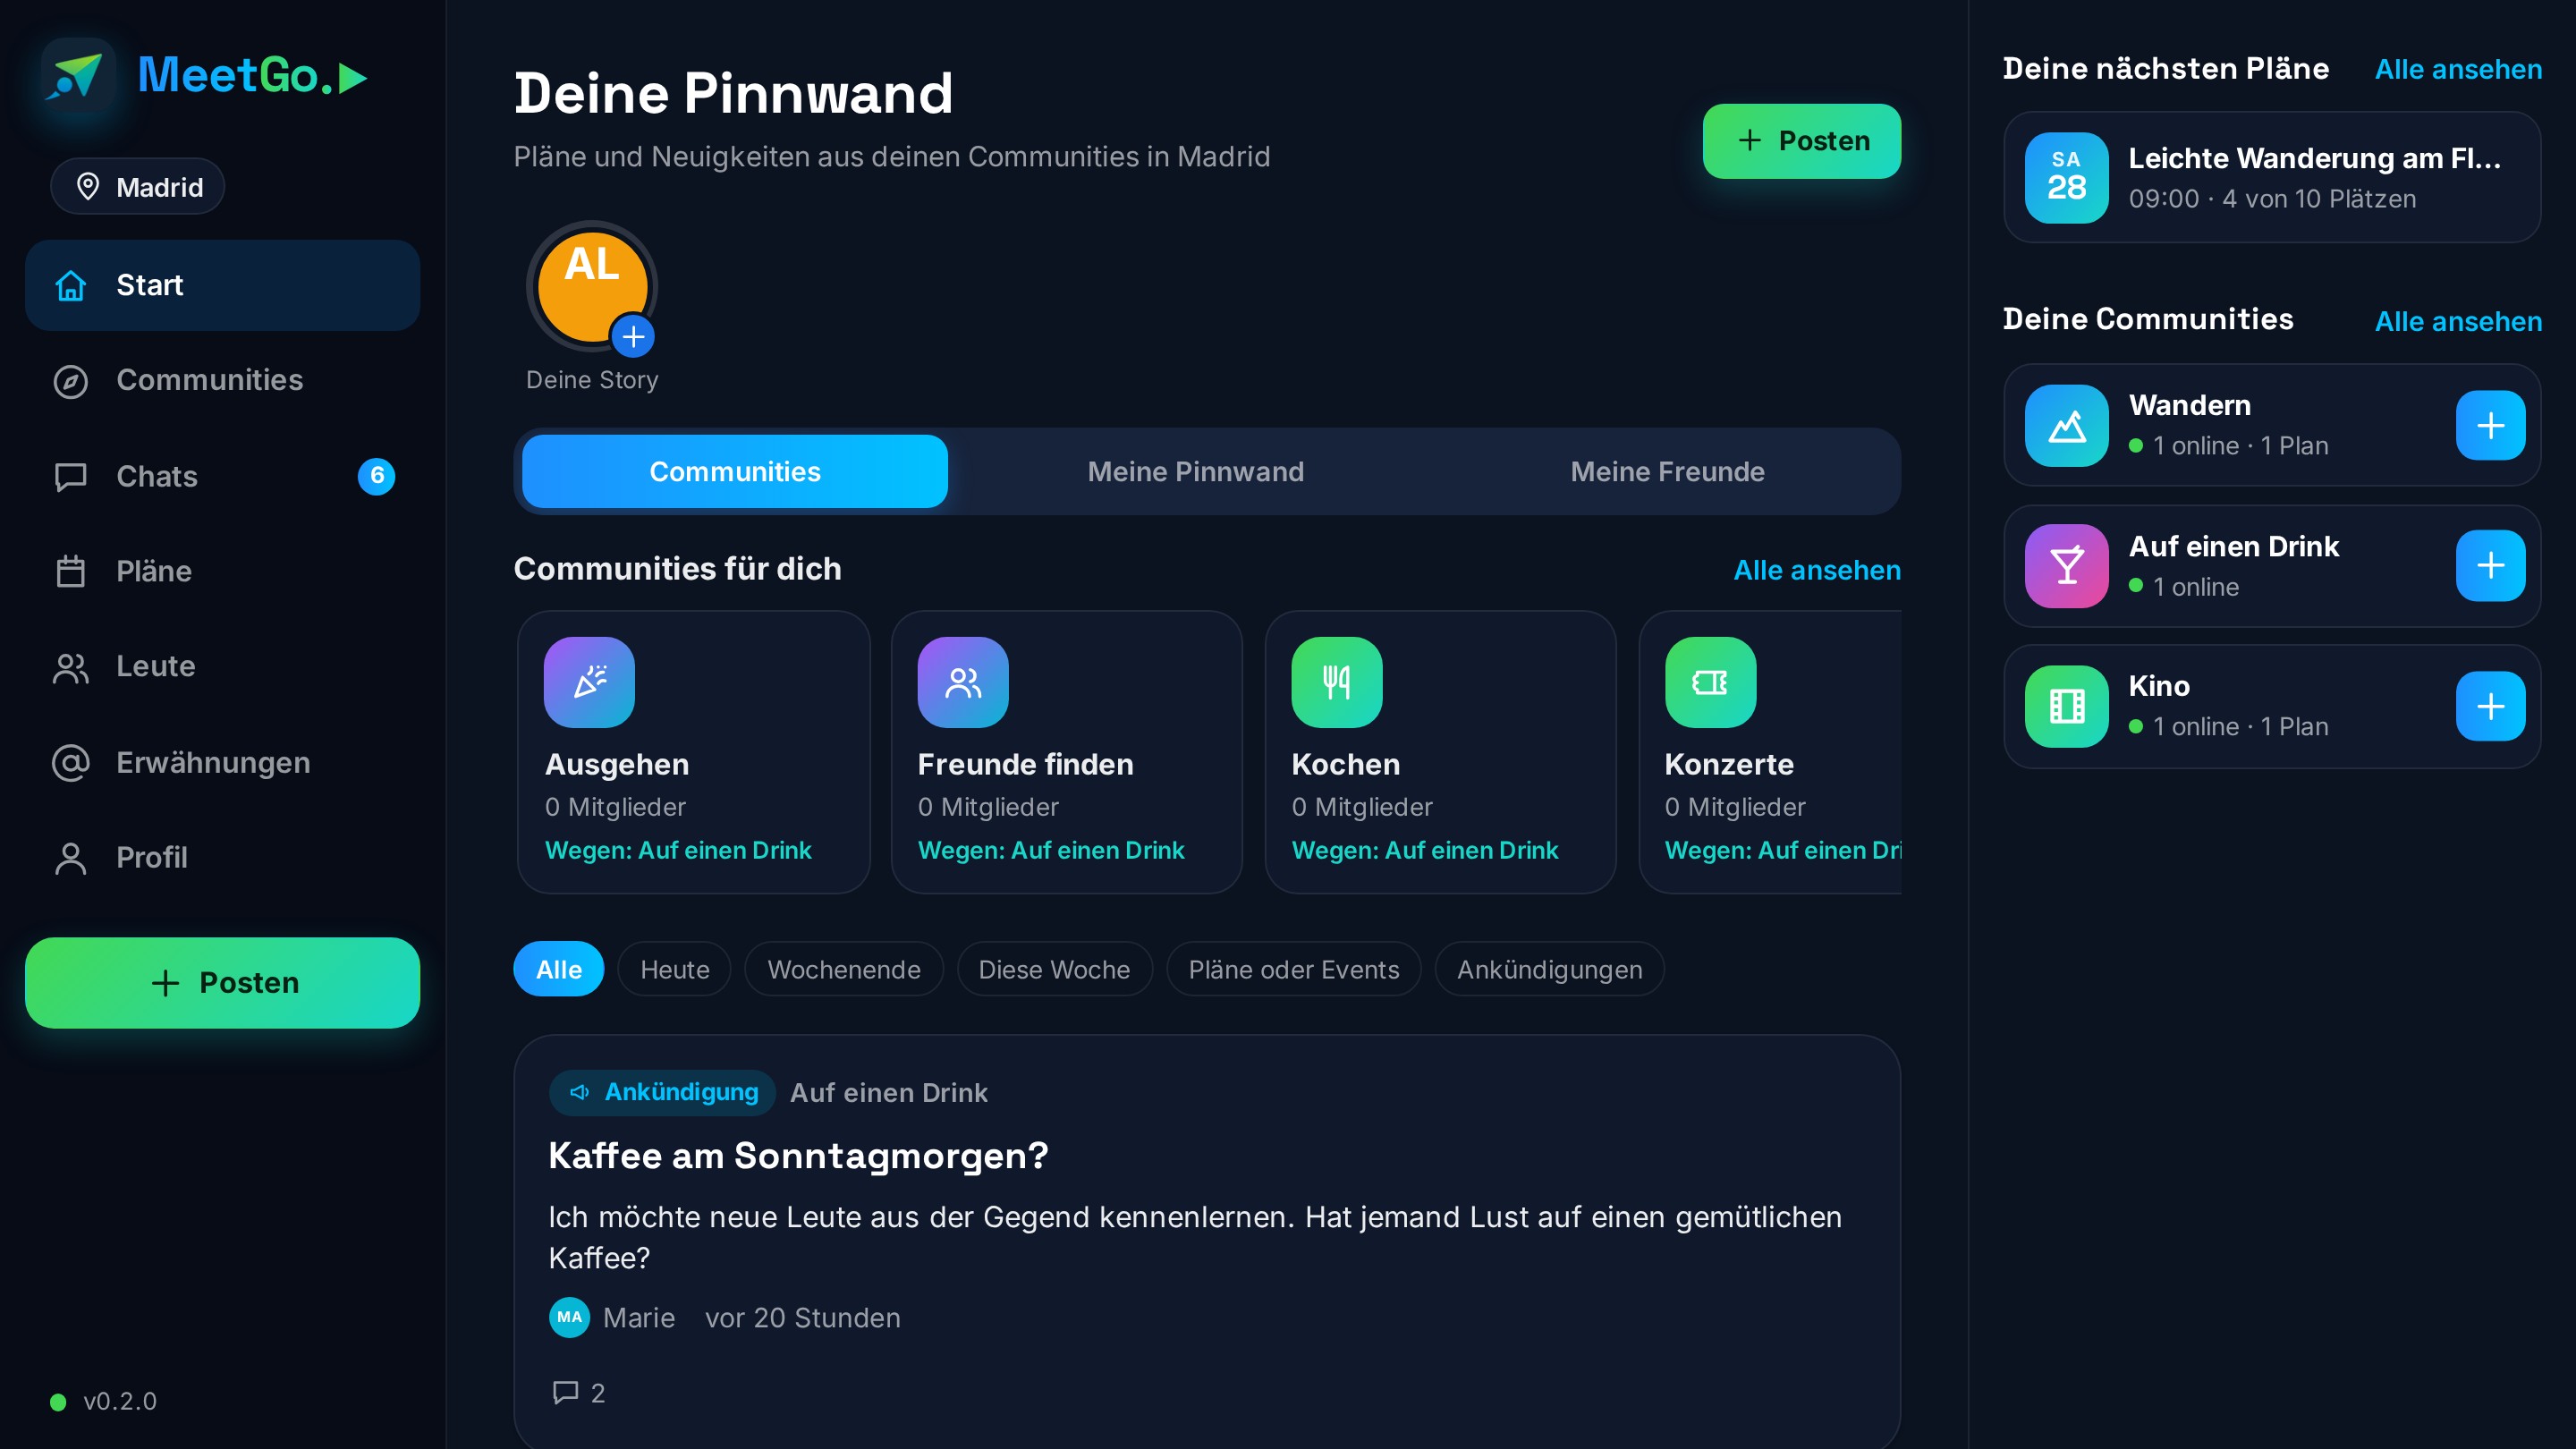 MeetGo.
Madrid
Start
Communities
Chats
6
Pläne
Leute
Erwähnungen
Profil
Posten
v0.2.0
Deine Pinnwand
Pläne und Neuigkeiten aus deinen Communities in Madrid
Posten
AL
Deine Story
Communities
Meine Pinnwand
Meine Freunde
Communities für dich
Alle ansehen
Ausgehen
0 Mitglieder
Wegen: Auf einen Drink
Freunde finden
0 Mitglieder
Wegen: Auf einen Drink
Kochen
0 Mitglieder
Wegen: Auf einen Drink
Konzerte
0 Mitglieder
Wegen: Auf einen Dri
Alle
Heute
Wochenende
Diese Woche
Pläne oder Events
Ankündigungen
Ankündigung Auf einen Drink
Kaffee am Sonntagmorgen?
Ich möchte neue Leute aus der Gegend kennenlernen. Hat jemand Lust auf einen gemütlichen
Kaffee?
MA Marie vor 20 Stunden
2
Deine nächsten Pläne
Alle ansehen
SA
28
Leichte Wanderung am Fl...
09:00 · 4 von 10 Plätzen
Deine Communities
Alle ansehen
Wandern
1 online · 1 Plan
Auf einen Drink
1 online
Kino
1 online · 1 Plan